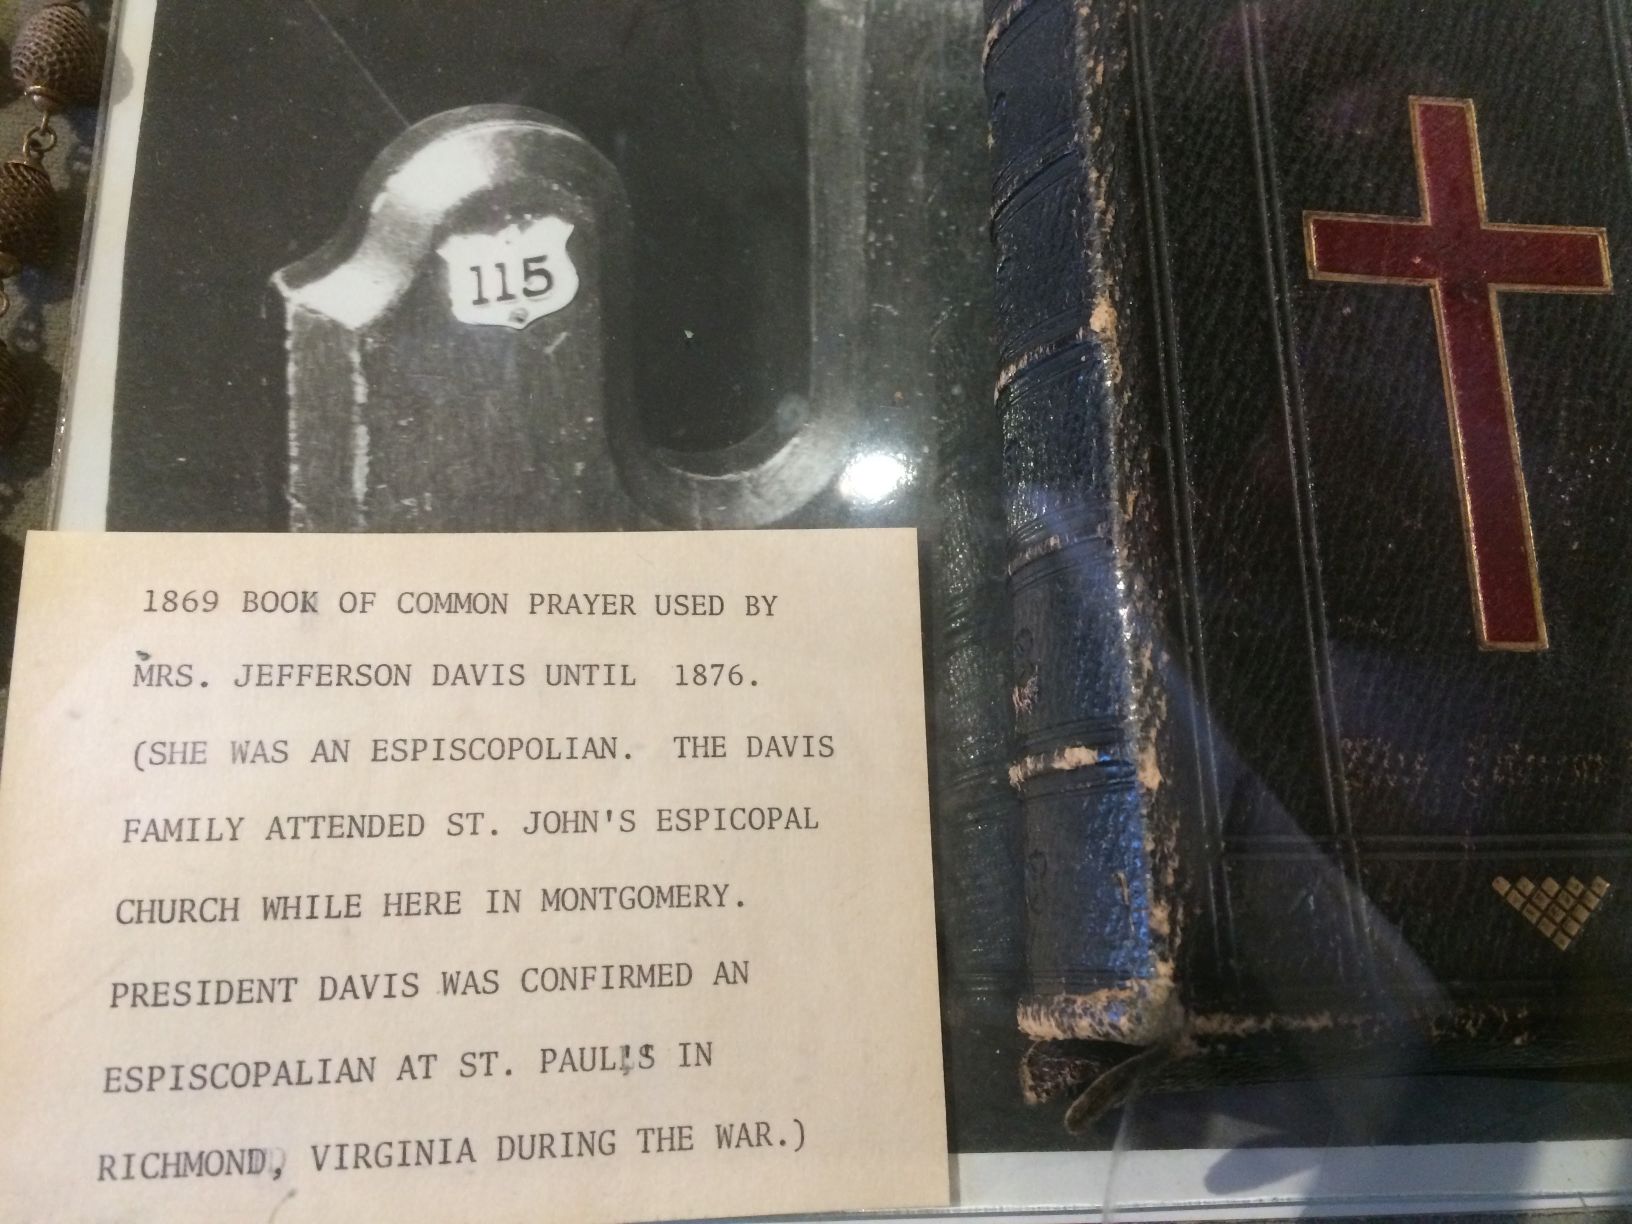 115
1869 BOOK OF COMMON PRAYER USED BY
MRS. JEFFERSON DAVIS UNTIL 1876.
(SHE WAS AN ESPISCOPOLIAN. THE DAVIS
FAMILY ATTENDED ST. JOHN'S ESPICOPAL
CHURCH WHILE HERE IN MONTGOMERY.
PRESIDENT DAVIS WAS CONFIRMED AN
ESPISCOPALIAN AT ST. PAUL'S IN
RICHMOND, VIRGINIA DURING THE WAR.)